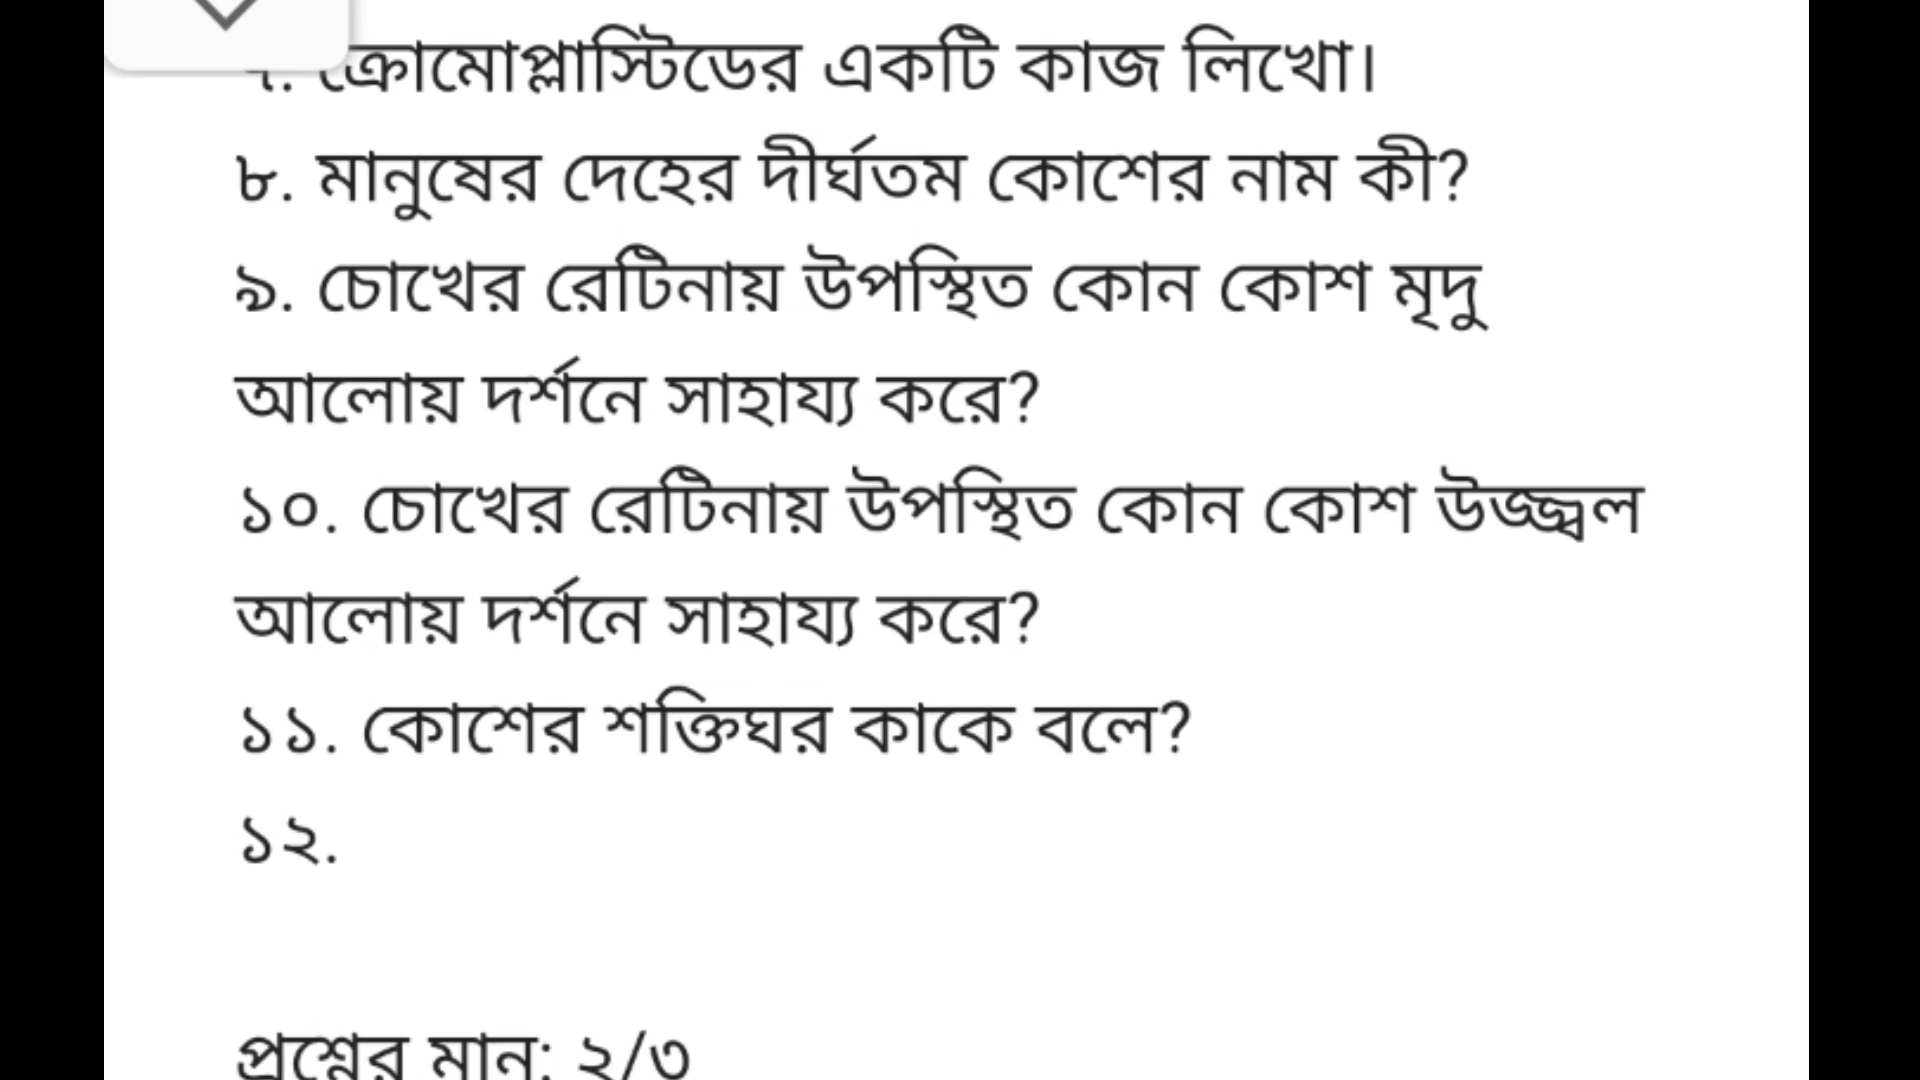 ৭. ক্রোমোপ্লাস্টিডের একটি কাজ লিখো।
৮. মানুষের দেহের দীর্ঘতম কোশের নাম কী?
৯. চোখের রেটিনায় উপস্থিত কোন কোশ মৃদু
আলোয় দর্শনে সাহায্য করে?
১০. চোখের রেটিনায় উপস্থিত কোন কোশ উজ্জ্বল
আলোয় দর্শনে সাহায্য করে?
১১. কোশের শক্তিঘর কাকে বলে?
১২.
প্রশ্নের মান: ২/৩